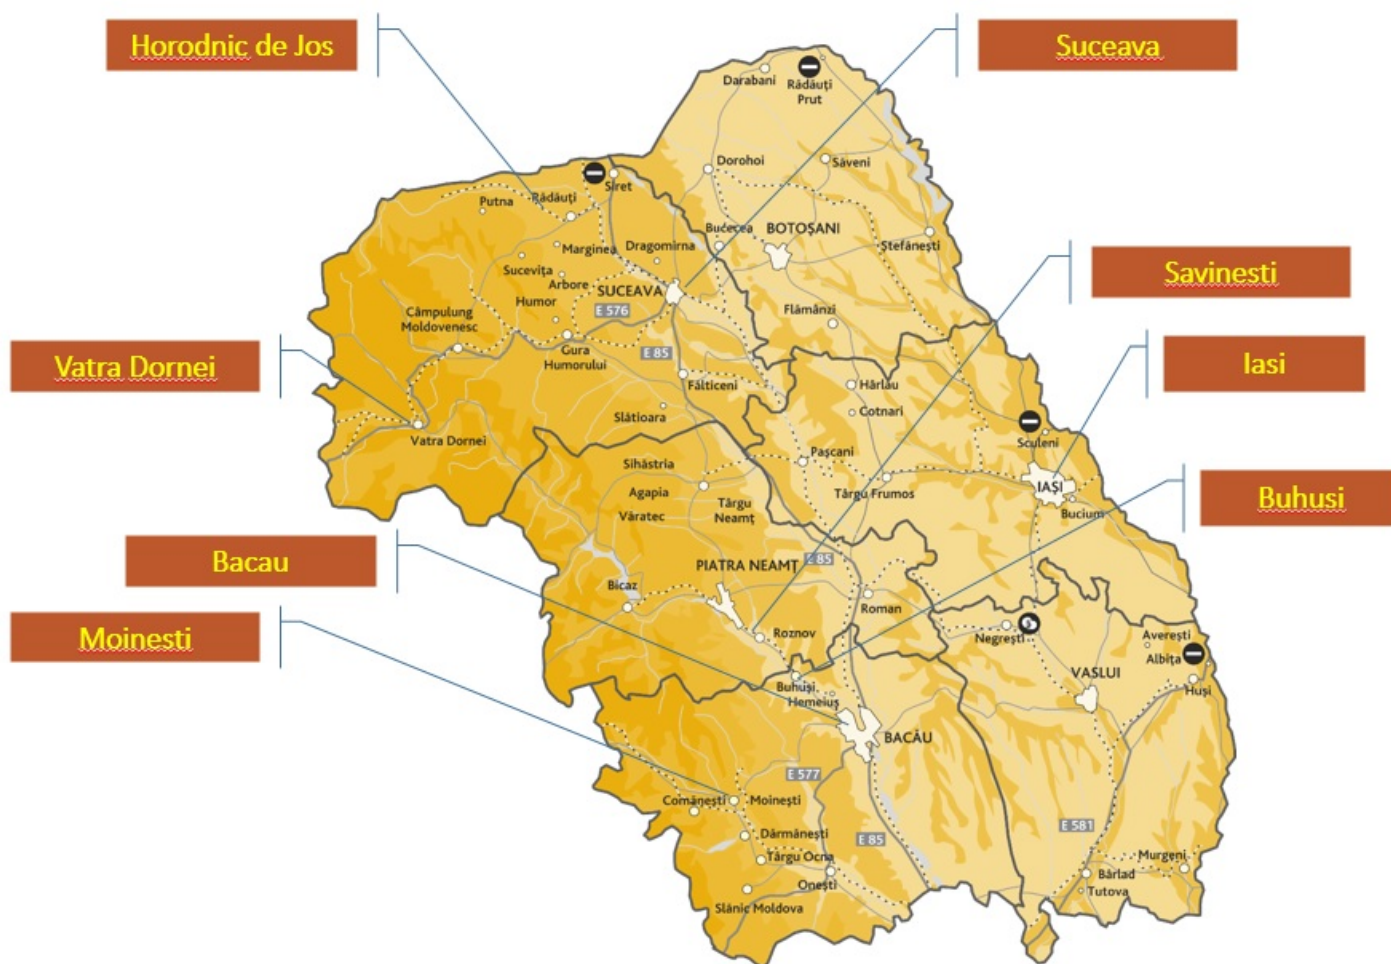 Horodnic de Jos
Suceava
Darabani
Rădăuți
Prut
Dorohoi
Săveni
Siret
Putna
Rădăuți
Bucecea
BOTOȘANI
Ștefănești
Marginea
Dragomirna
Savinesti
Sucevița
Arbore
SUCEAVA
Humor
E 576
Flămânzi
Câmpulung
Moldovenesc
Vatra Dornei
Iasi
Gura
Humorului
E 85
Fălticeni
Hârlau
Cotnari
Slătioara
Vatra Dornei
Sculeni
Pașcani
Sihăstria
Târgu Frumos
IAȘI
Buhusi
Agapia
Târgu
Neamț
Văratec
Bucium
Bacau
PIATRA NEAMȚ
E 85
Bicaz
Roman
Moinesti
Roznov
Negrești
Averești
Albița
VASLUI
Huși
Buhuși
Hemeiuș
BACĂU
E 577
Comănești
Moinești
Dărmănești
E 85
E 581
Târgu Ocna
Murgeni
Onești
Bârlad
Tutova
Slănic Moldova